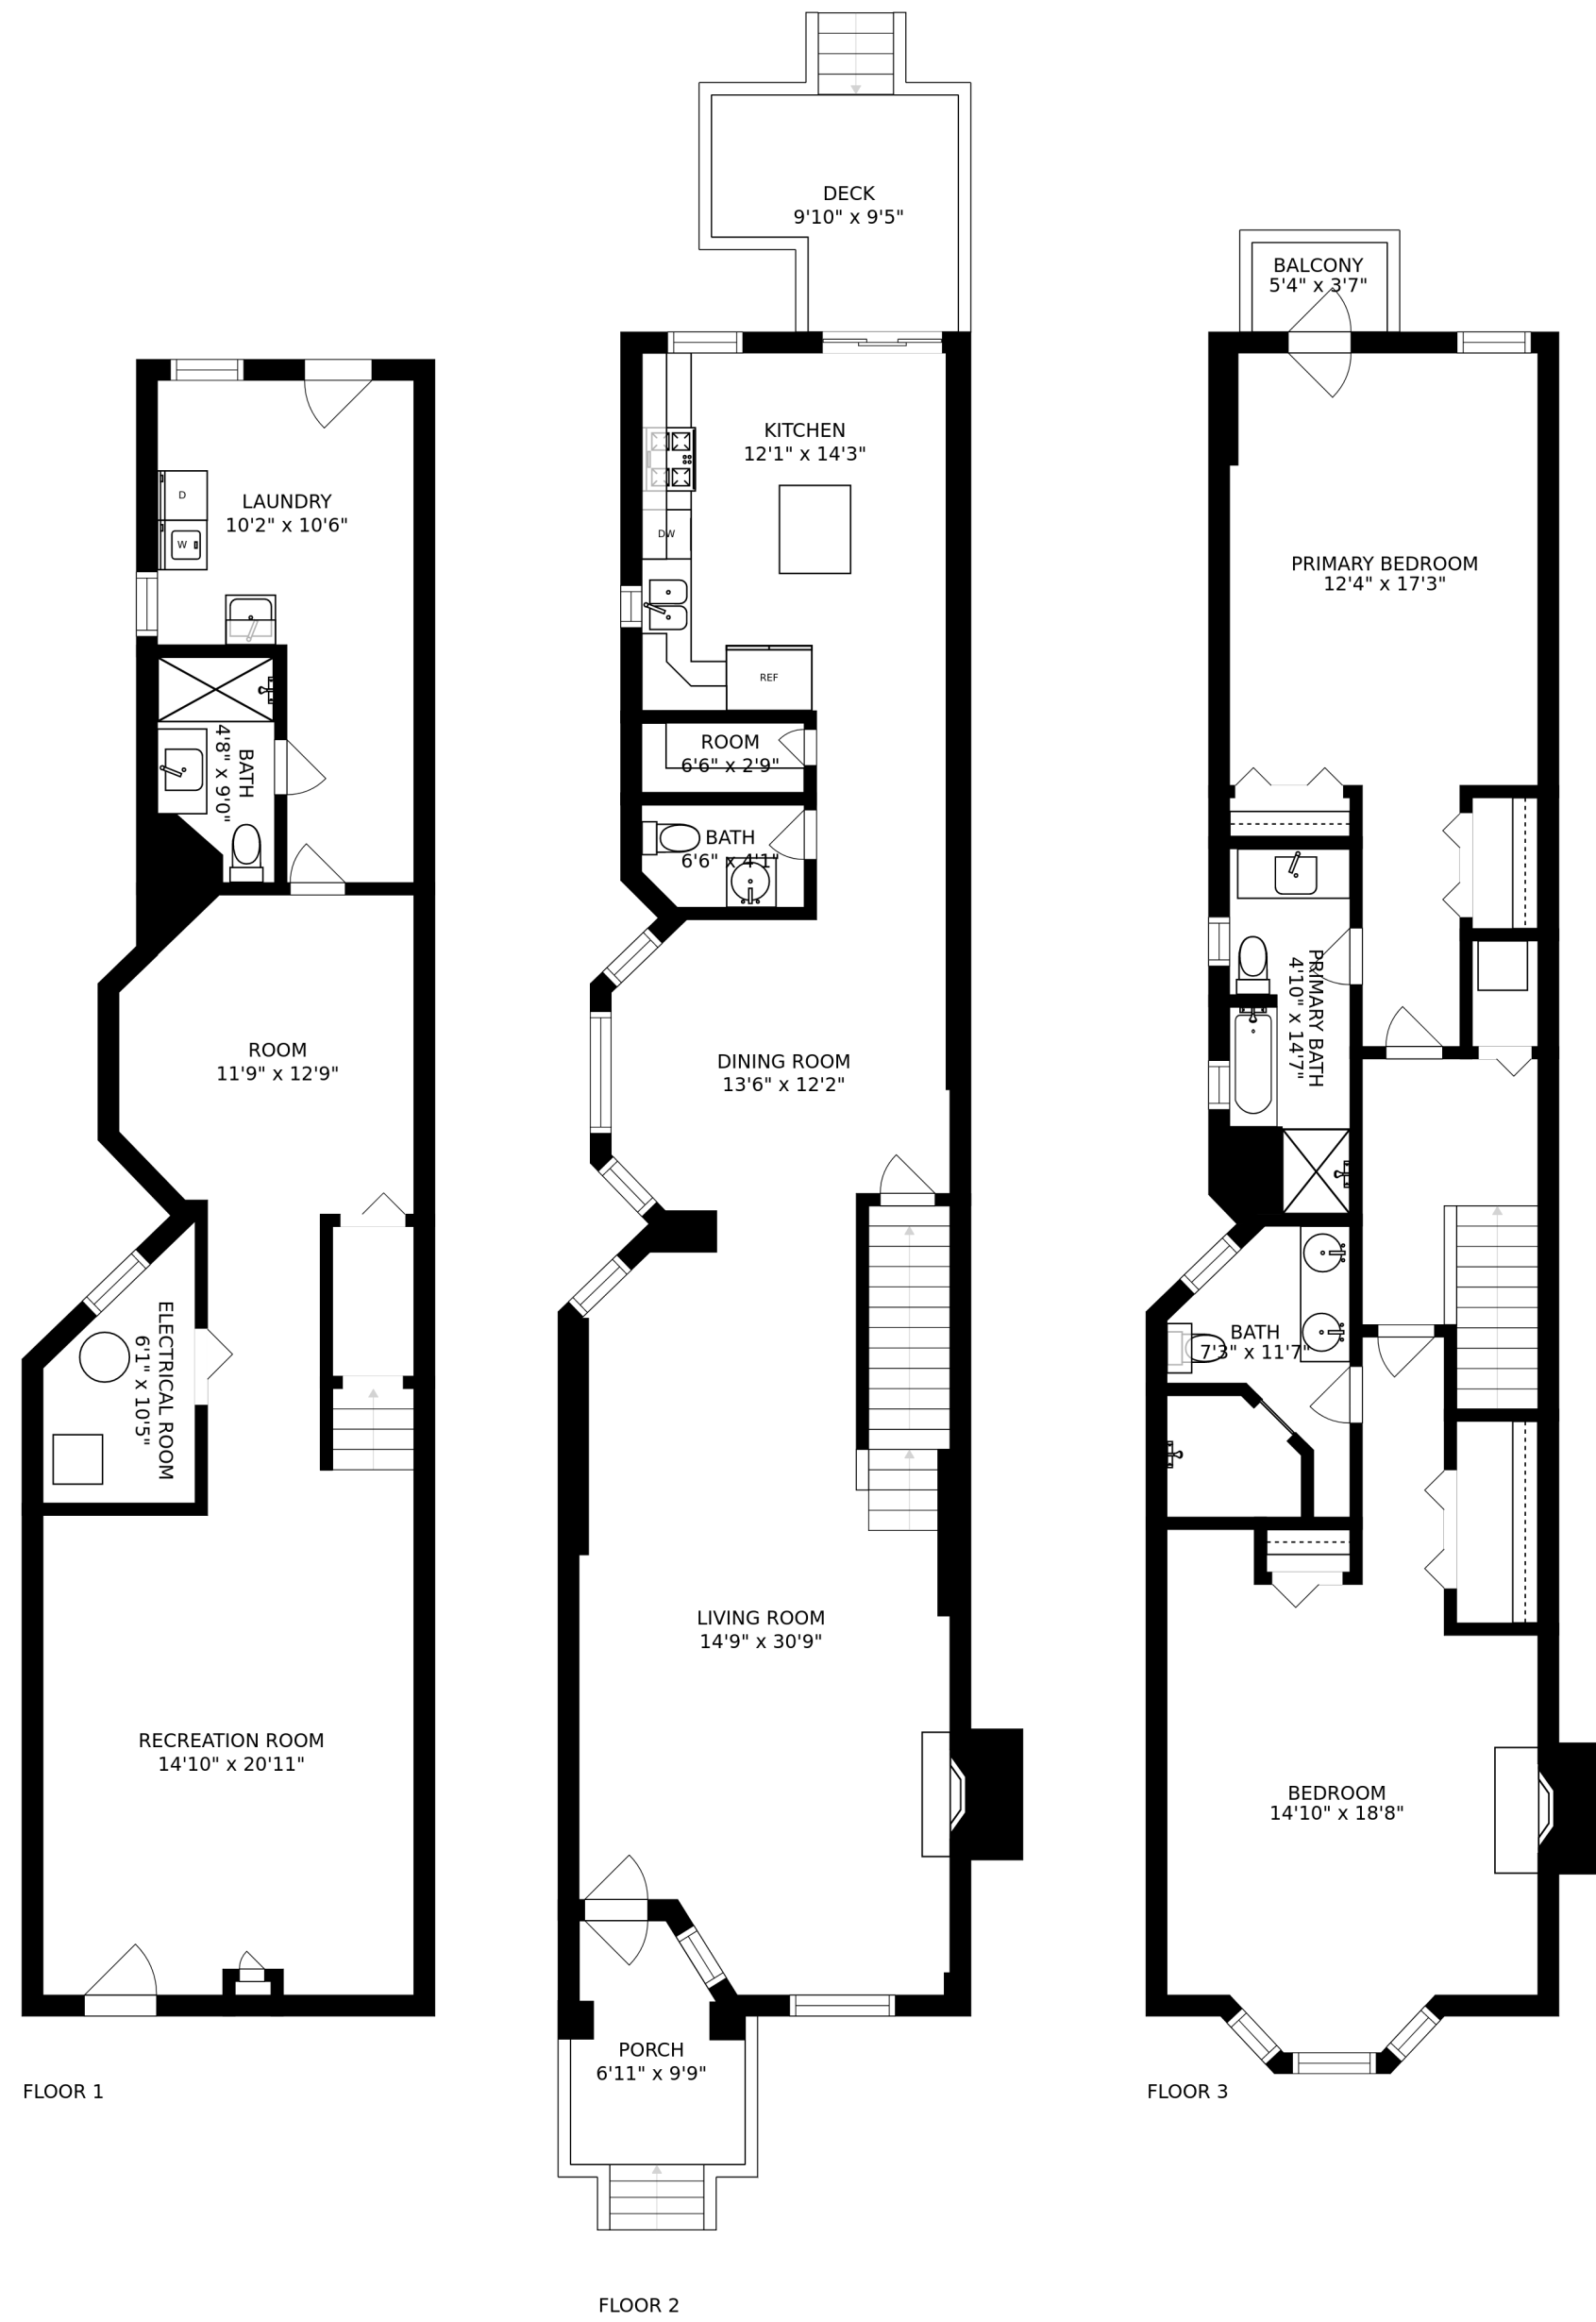 LAUNDRY
10'2" x 10'6"
D
W
BATH
4'8" x 9'0"
ROOM
11'9" x 12'9"
ELECTRICAL ROOM
6'1" x 10'5"
RECREATION ROOM
14'10" x 20'11"
FLOOR 1
DECK
9'10" x 9'5"
KITCHEN
12'1" x 14'3"
DW
REF
ROOM
6'6" x 2'9"
BATH
6'6" x 4'1"
DINING ROOM
13'6" x 12'2"
LIVING ROOM
14'9" x 30'9"
PORCH
6'11" x 9'9"
FLOOR 2
BALCONY
5'4" x 3'7"
PRIMARY BEDROOM
12'4" x 17'3"
PRIMARY BATH
4'10" x 14'7"
BATH
7'3" x 11'7"
BEDROOM
14'10" x 18'8"
FLOOR 3